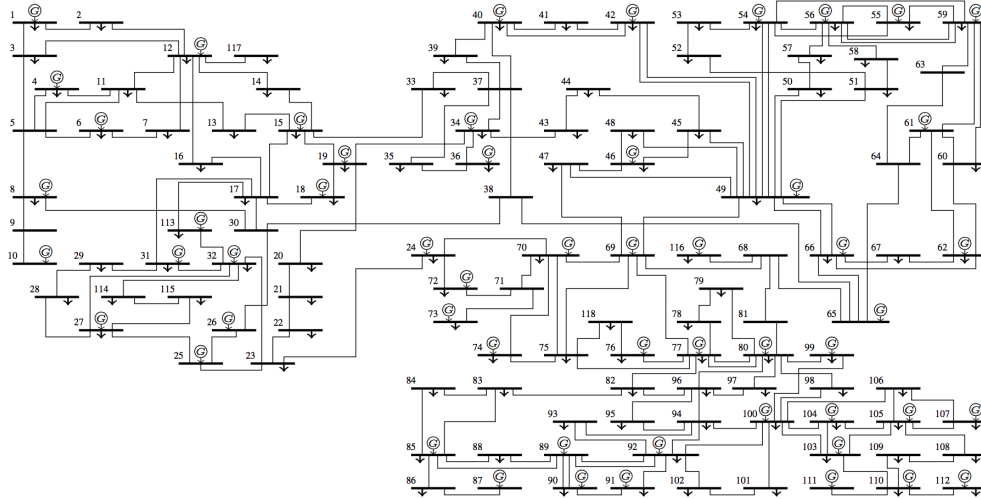 1 G 2 40 G 41 42 G 53 54 G 56 G 55 G 59 G
3 12 G 117 39 52 57 58
4 G 11 14 33 37 44 50 51 63
5 6 G 7 13 15 G 34 G 43 48 45 61 G
16 19 G 35 36 G 47 46 G 64 60
8 G 17 18 G 38 49 G
9 113 G 30
10 G 29 31 G 32 G 20 24 G 70 G 69 G 116 G 68 66 G 67 62 G
28 114 115 21 72 G 71 79
27 G 26 G 22 73 G 118 78 81 65 G
25 G 23 74 G 75 76 G 77 G 80 G 99 G
84 83 82 96 97 98 106
93 95 94 100 G 104 G 105 G 107 G
85 G 88 89 G 92 G 103 G 109 108
86 87 G 90 G 91 G 102 101 111 G 110 G 112 G